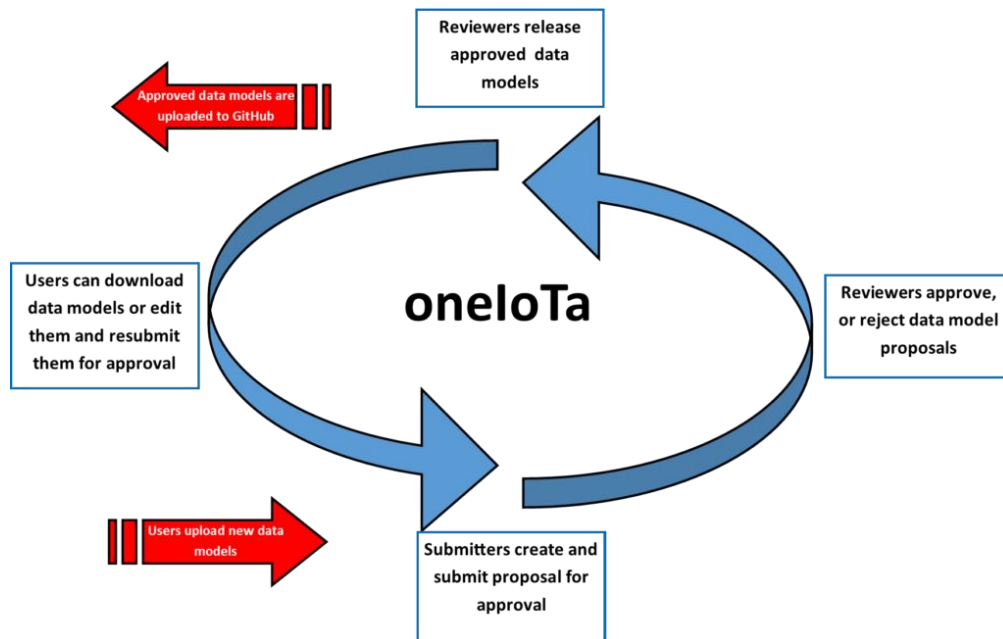 Reviewers release
approved data
models
Approved data models are
uploaded to GitHub
Users can download
data models or edit
them and resubmit
them for approval
oneIoTa
Reviewers approve,
or reject data model
proposals
Users upload new data
models
Submitters create and
submit proposal for
approval